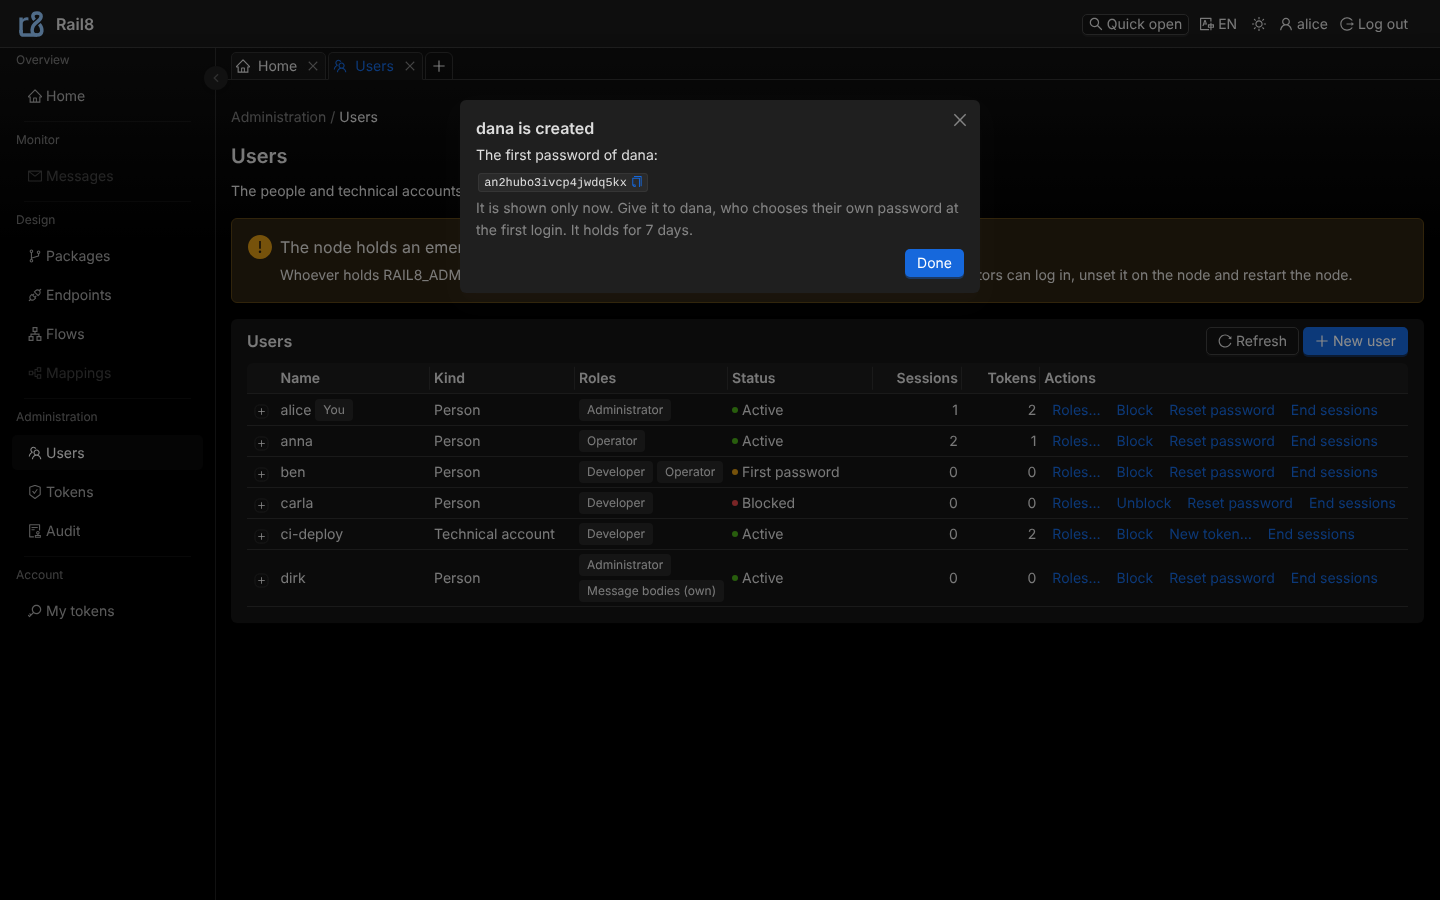 Rail8
Quick open
EN
alice
Log out
Overview
Home
Monitor
Messages
Design
Packages
Endpoints
Flows
Mappings
Administration
Users
Tokens
Audit
Account
My tokens
Home
Users
Administration / Users
Users
The people and technical accounts
The node holds an emer
Whoever holds RAIL8_ADM
tors can log in, unset it on the node and restart the node.
dana is created
The first password of dana:
an2hubo3ivcp4jwdq5kx
It is shown only now. Give it to dana, who chooses their own password at
the first login. It holds for 7 days.
Done
Users
Refresh
New user
Name Kind Roles Status Sessions Tokens Actions
alice You Person Administrator Active 1 2 Roles... Block Reset password End sessions
anna Person Operator Active 2 1 Roles... Block Reset password End sessions
ben Person Developer Operator First password 0 0 Roles... Block Reset password End sessions
carla Person Developer Blocked 0 0 Roles... Unblock Reset password End sessions
ci-deploy Technical account Developer Active 0 2 Roles... Block New token... End sessions
dirk Person Administrator Message bodies (own) Active 0 0 Roles... Block Reset password End sessions